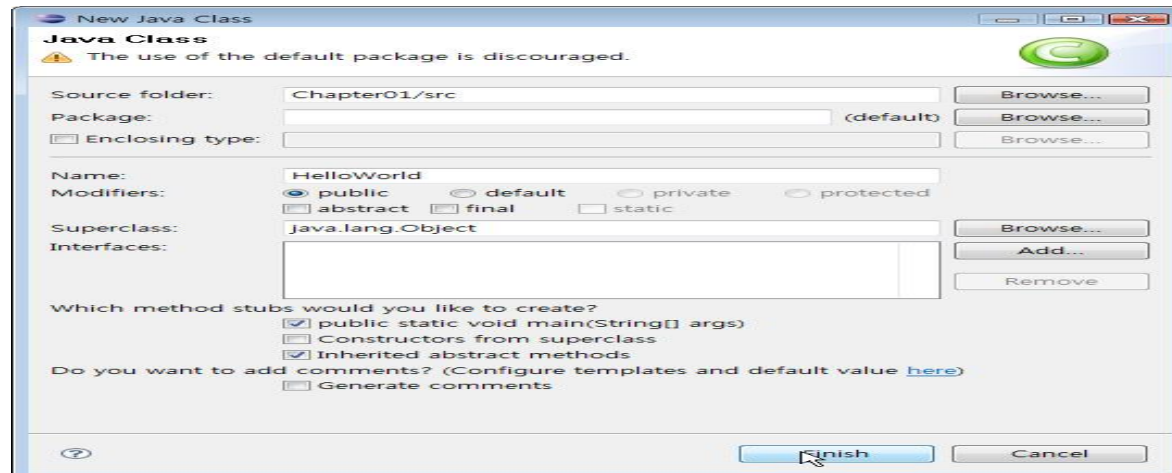 New Java Class
Java Class
The use of the default package is discouraged.
Source folder: Chapter01/src Browse...
Package: (default) Browse...
Enclosing type: Browse...
Name: HelloWorld
Modifiers: public default private protected
abstract final static
Superclass: java.lang.Object Browse...
Interfaces: Add...
Remove
Which method stubs would you like to create?
public static void main(String[] args)
Constructors from superclass
Inherited abstract methods
Do you want to add comments? (Configure templates and default value here)
Generate comments
? Finish Cancel